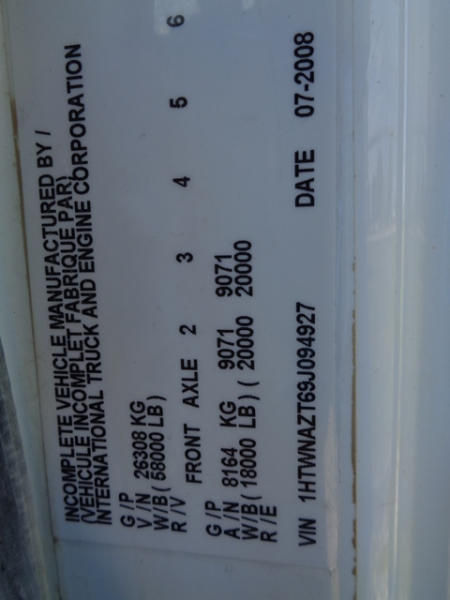 INCOMPLETE VEHICLE MANUFACTURED BY /
(VEHICULE INCOMPLET FABRIQUE PAR)
INTERNATIONAL TRUCK AND ENGINE CORPORATION
G / P
V / N 26308 KG
W/B ( 58000 LB )
R / V FRONT AXLE 2 3 4 5 6
G / P
A / N 8164 KG 9071 9071
W/B ( 18000 LB ) ( 20000 20000
R / E
VIN 1HTWNAZT69J094927 DATE 07-2008